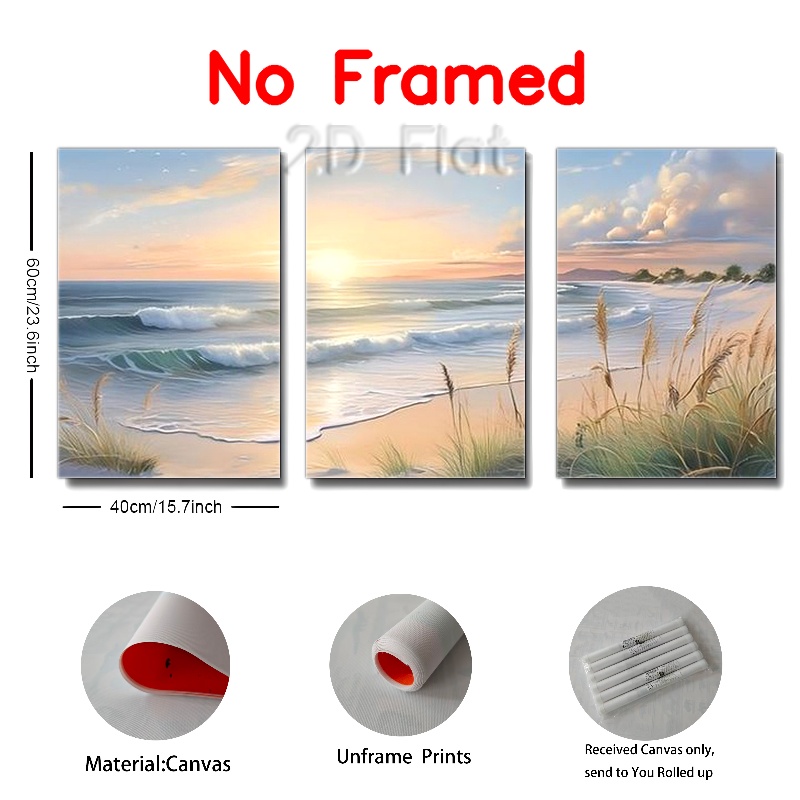 No Framed
2D Flat
60cm/23.6inch
40cm/15.7inch
Material:Canvas
Unframe Prints
Received Canvas only,
send to You Rolled up